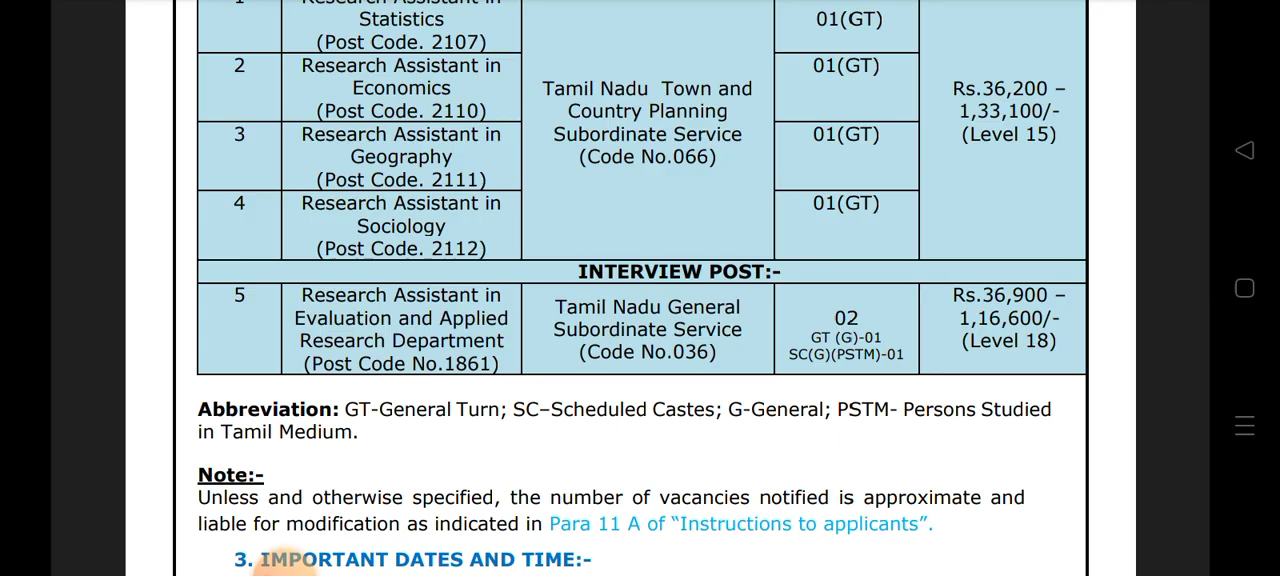 Research Assistant in
Statistics
(Post Code. 2107)
01(GT)
2
Research Assistant in
Economics
(Post Code. 2110)
01(GT)
3
Research Assistant in
Geography
(Post Code. 2111)
01(GT)
4
Research Assistant in
Sociology
(Post Code. 2112)
01(GT)
Tamil Nadu Town and
Country Planning
Subordinate Service
(Code No.066)
Rs.36,200 –
1,33,100/-
(Level 15)
INTERVIEW POST:-
5
Research Assistant in
Evaluation and Applied
Research Department
(Post Code No.1861)
Tamil Nadu General
Subordinate Service
(Code No.036)
02
GT (G)-01
SC(G)(PSTM)-01
Rs.36,900 –
1,16,600/-
(Level 18)
Abbreviation: GT-General Turn; SC–Scheduled Castes; G-General; PSTM- Persons Studied
in Tamil Medium.
Note:-
Unless and otherwise specified, the number of vacancies notified is approximate and
liable for modification as indicated in Para 11 A of “Instructions to applicants”.
3. IMPORTANT DATES AND TIME:-